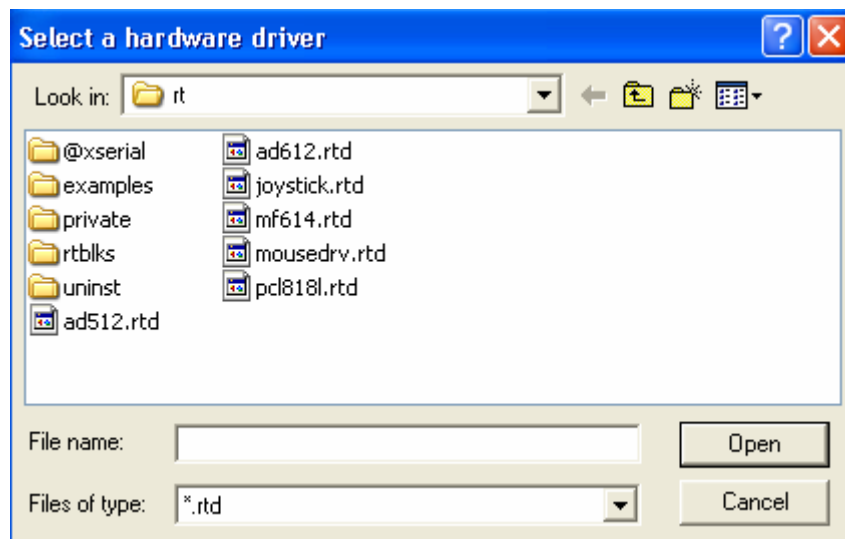 Select a hardware driver
Look in: rt
@xserial
examples
private
rtblks
uninst
ad512.rtd
ad612.rtd
joystick.rtd
mf614.rtd
mousedrv.rtd
pcl818l.rtd
File name:
Open
Files of type: *.rtd
Cancel